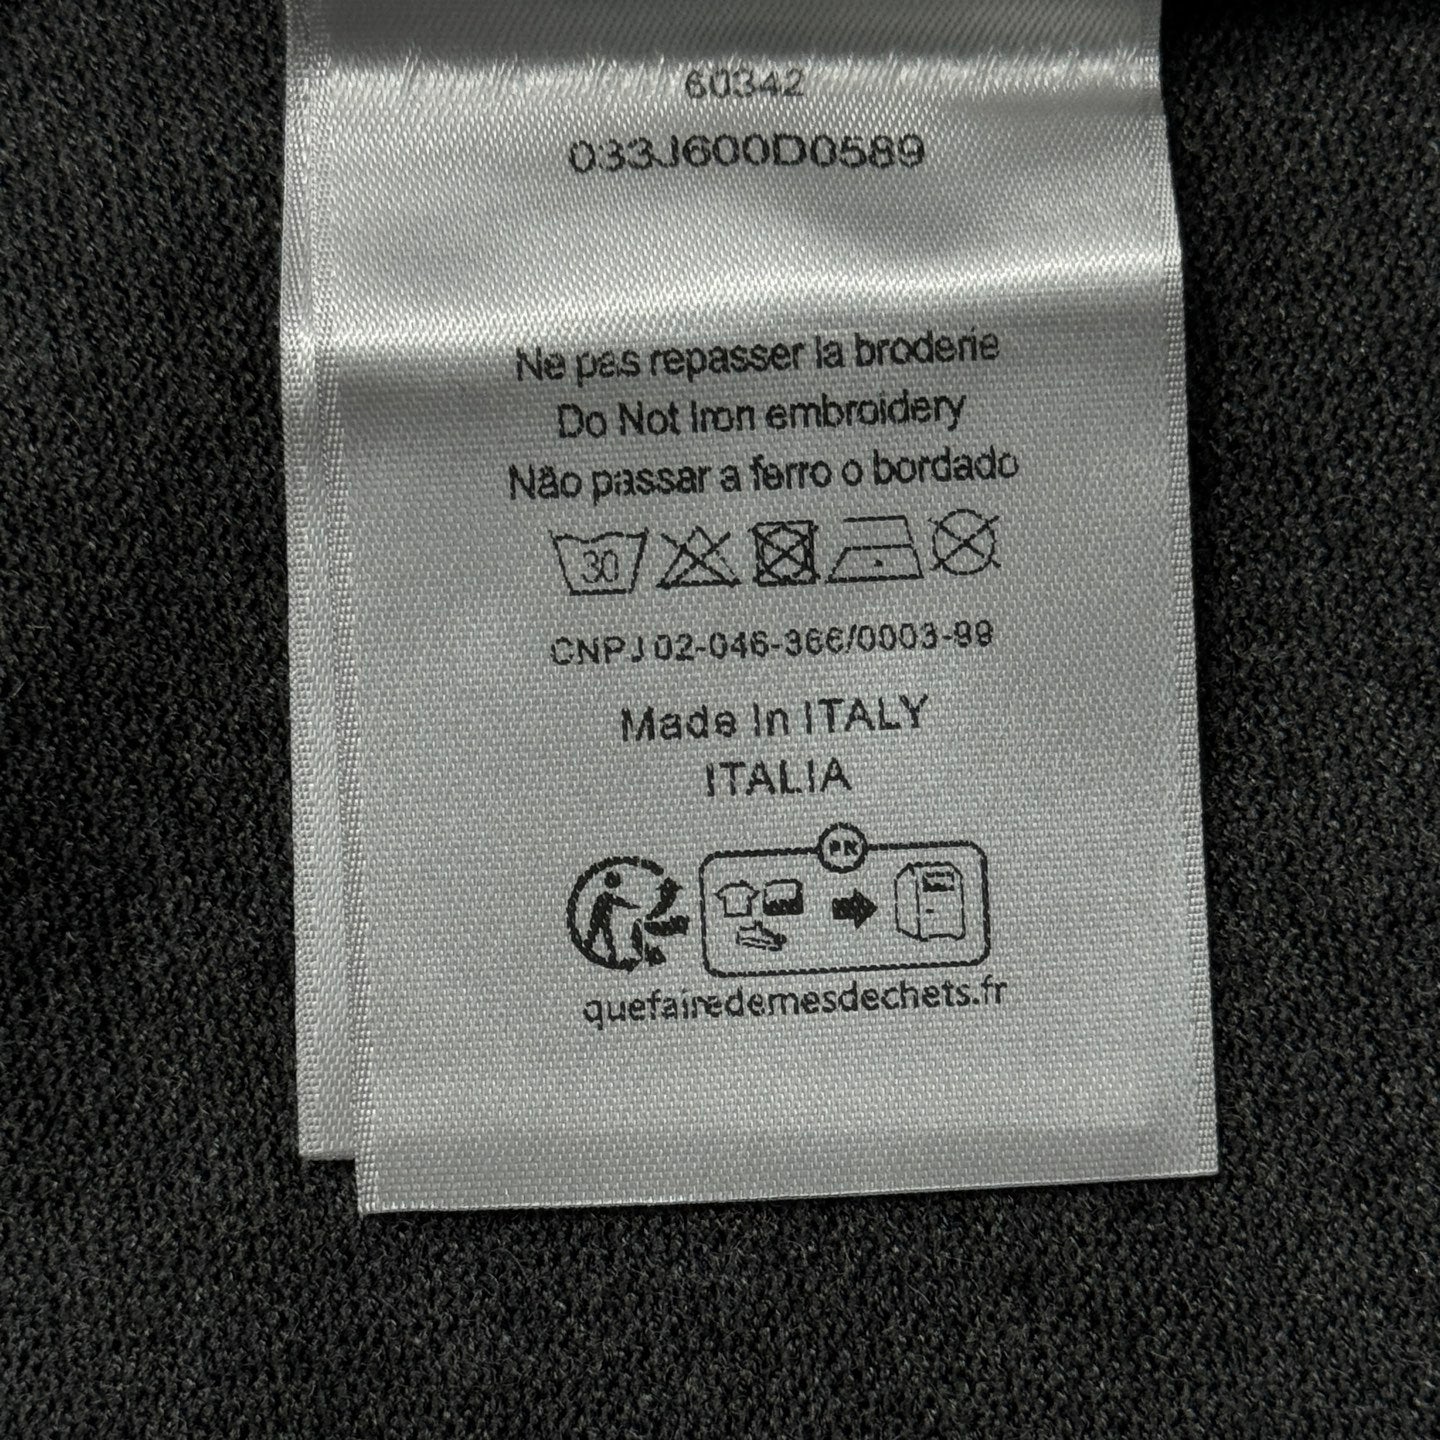 60342
033J600D0589
Ne pas repasser la broderie
Do Not Iron embroidery
Não passar a ferro o bordado
30
CNPJ 02-046-366/0003-99
Made In ITALY
ITALIA
FR
quefairedemesdechets.fr